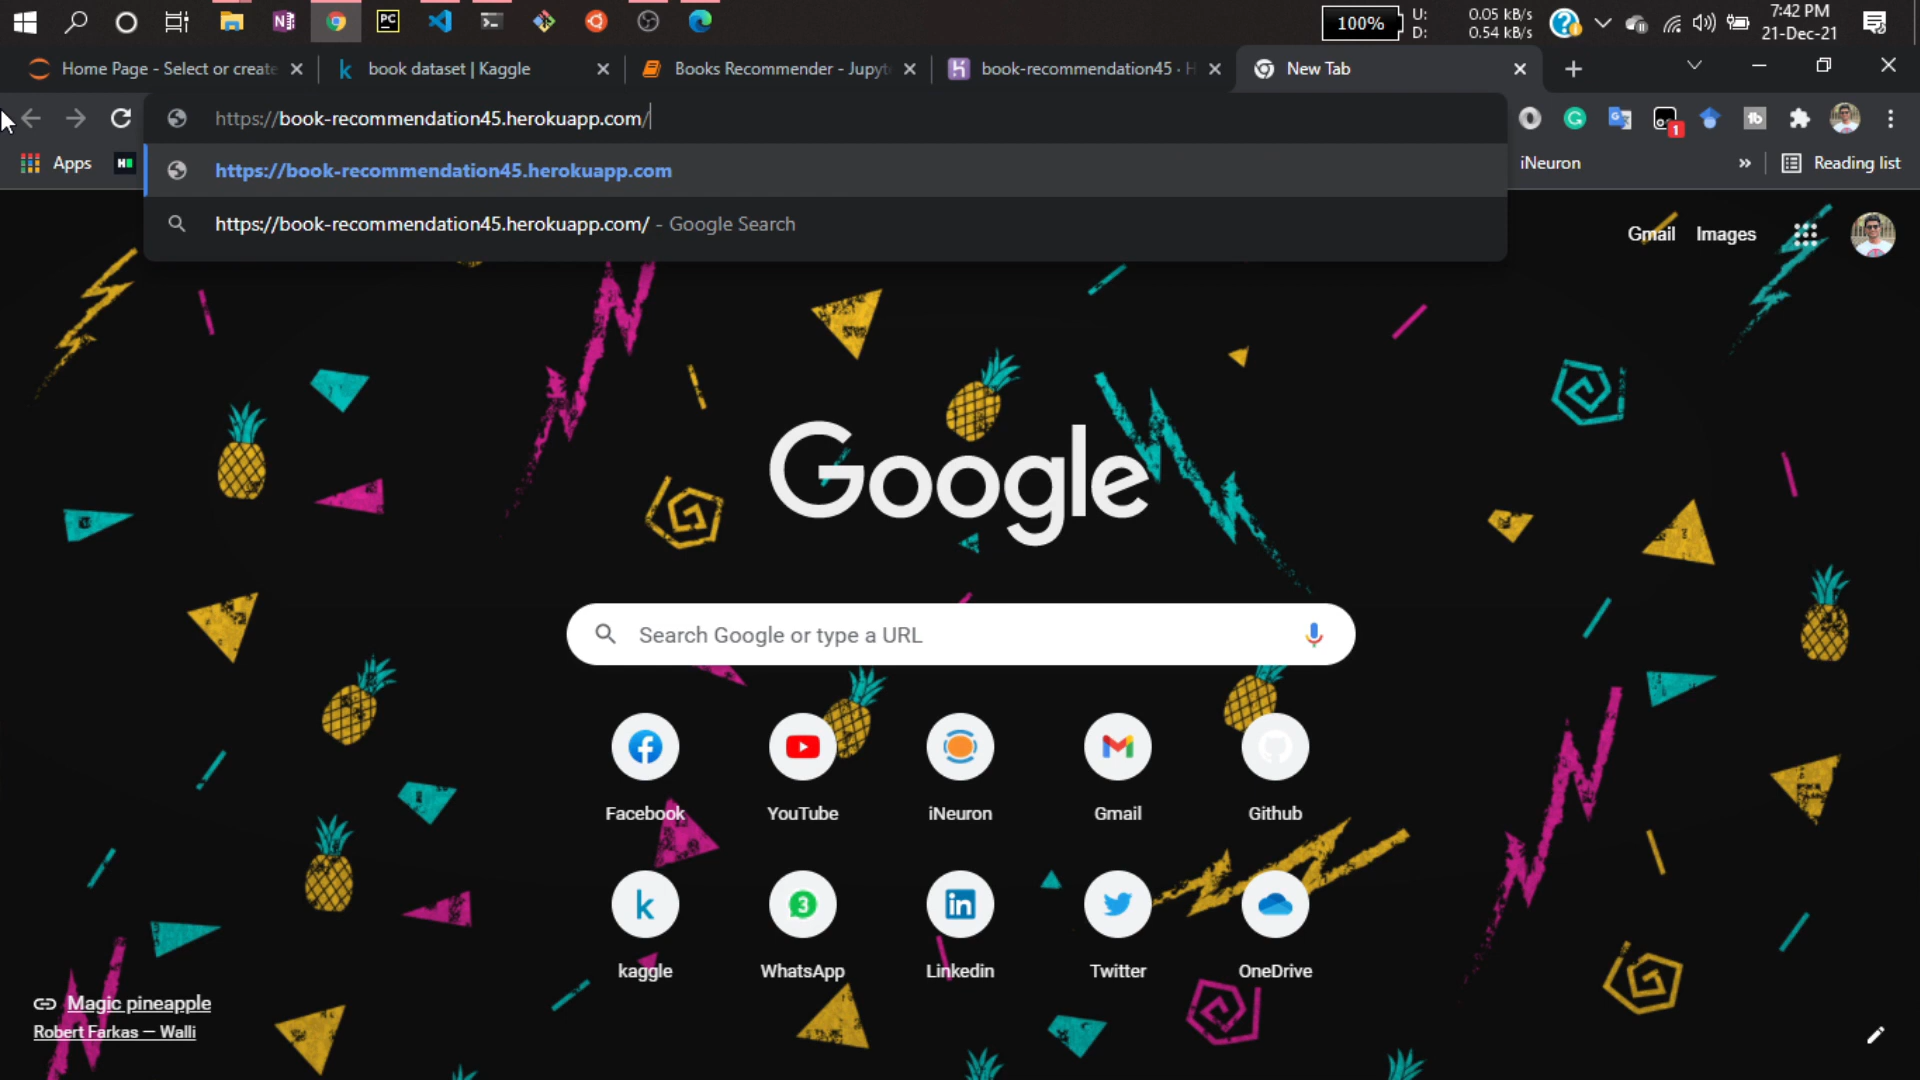 100%
U: 0.05 kB/s
D: 0.54 kB/s
7:42 PM
21-Dec-21
Home Page - Select or create
book dataset | Kaggle
Books Recommender - Jupyt
book-recommendation45 · H
New Tab
https://book-recommendation45.herokuapp.com/
1
Apps
iNeuron
»
Reading list
https://book-recommendation45.herokuapp.com
https://book-recommendation45.herokuapp.com/ - Google Search
Gmail Images
Google
Search Google or type a URL
Facebook YouTube iNeuron Gmail Github
3
kaggle WhatsApp Linkedin Twitter OneDrive
Magic pineapple
Robert Farkas — Walli